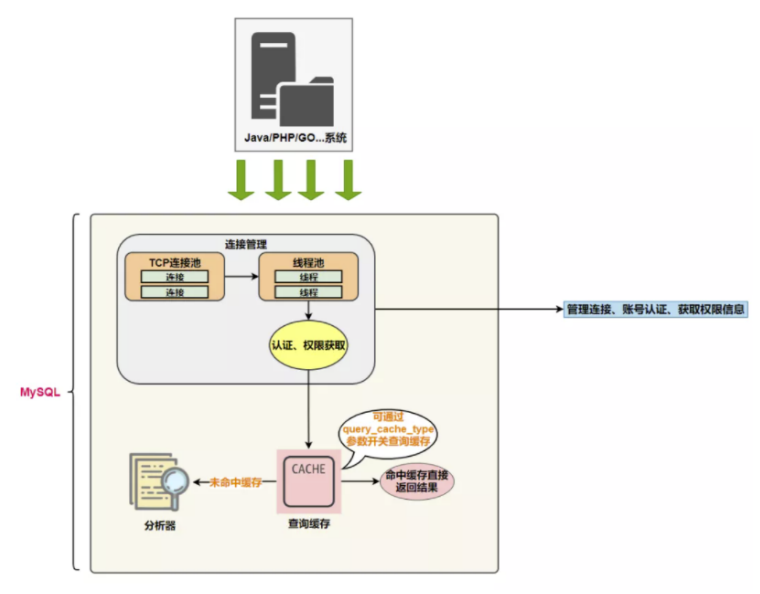 Java/PHP/GO...系统
连接管理
TCP连接池
连接
连接
线程池
线程
线程
认证、权限获取
管理连接、账号认证、获取权限信息
MySQL
可通过
query_cache_type
参数开关查询缓存
CACHE
查询缓存
未命中缓存
分析器
命中缓存直接
返回结果